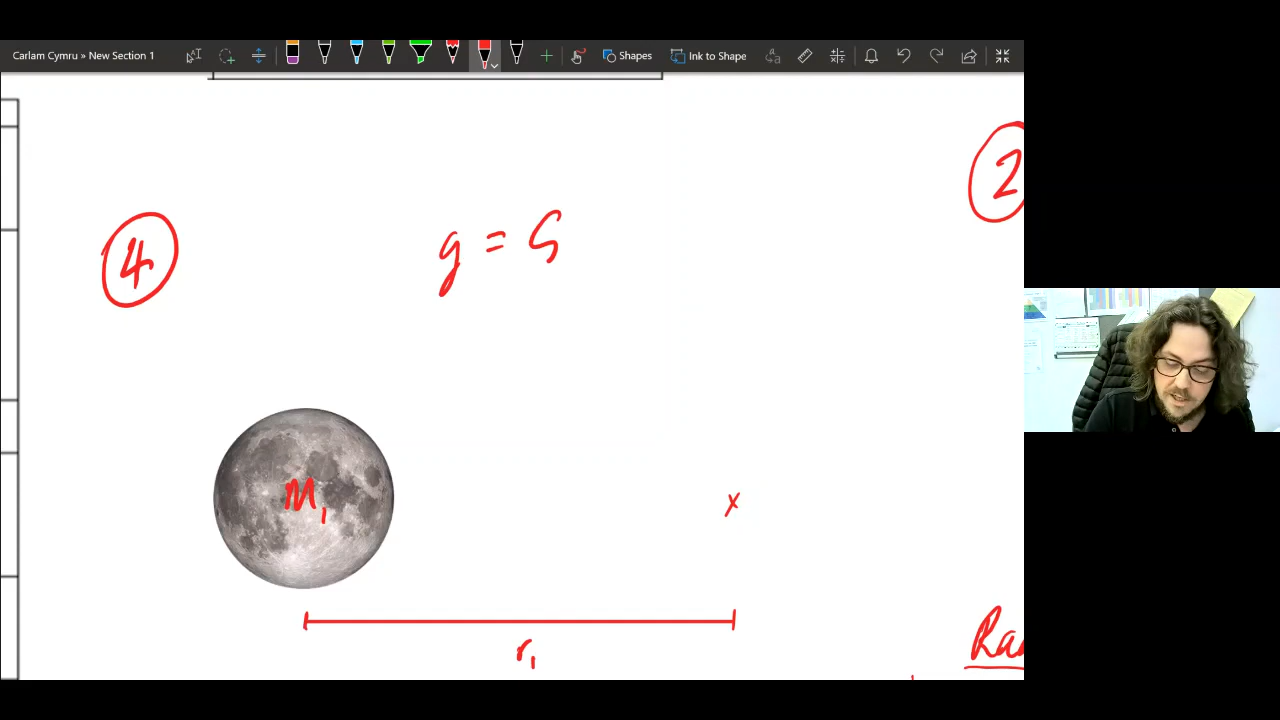 Carlam Cymru » New Section 1
Shapes
Ink to Shape
2
4
g = G
M₁
x
r₁